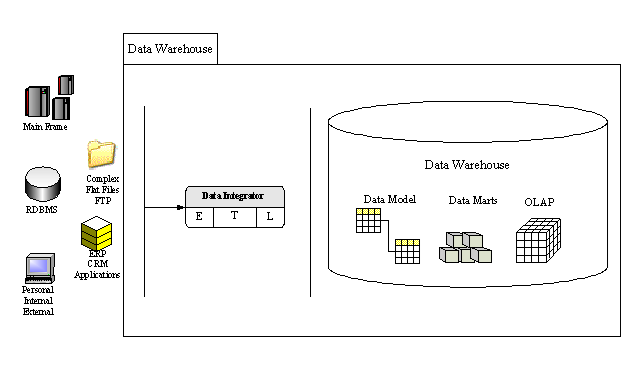 Data Warehouse
Main Frame
Complex
Flat Files
FTP
RDBMS
ERP
CRM
Applications
Personal
Internal
External
Data Integrator
E T L
Data Warehouse
Data Model
Data Marts
OLAP